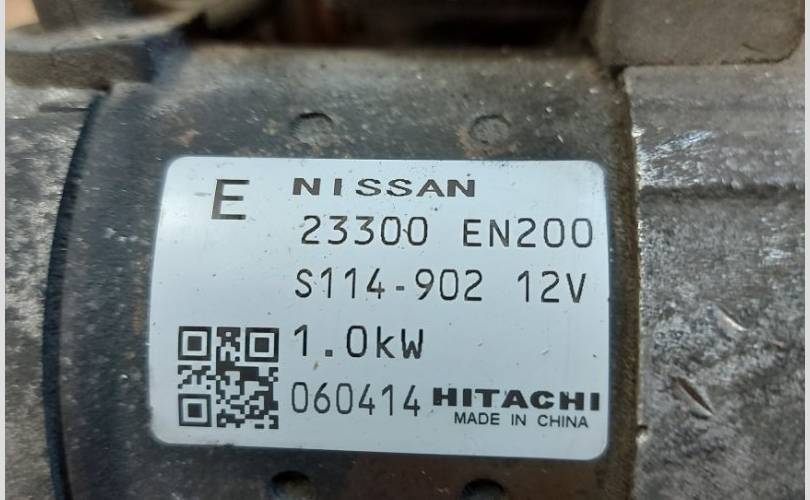 E NISSAN
23300 EN200
S114-902 12V
1.0kW
060414 HITACHI
MADE IN CHINA